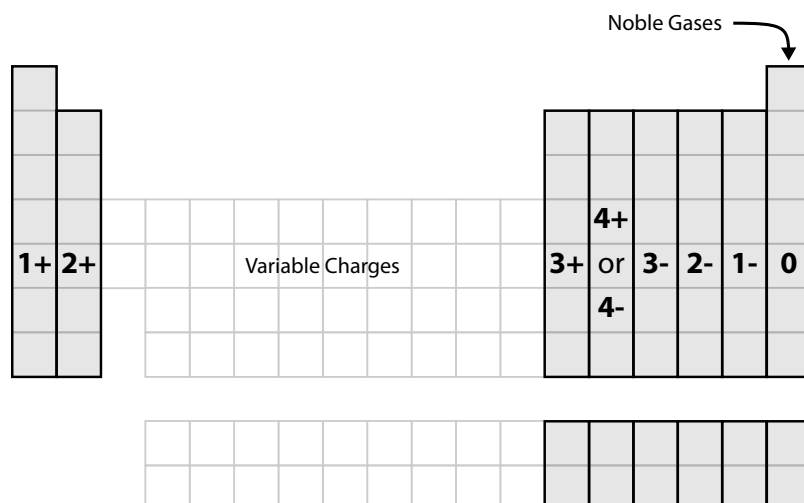 Noble Gases
4+
1+ 2+ Variable Charges 3+ or 3- 2- 1- 0
4-